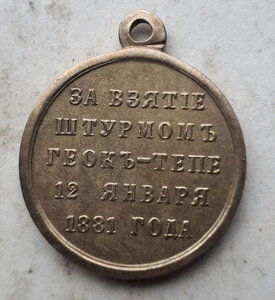 ЗА ВЗЯТІЕ
ШТУРМОМЪ
ГЕОКЪ-ТЕПЕ
12 ЯНВАРЯ
1881 ГОДА